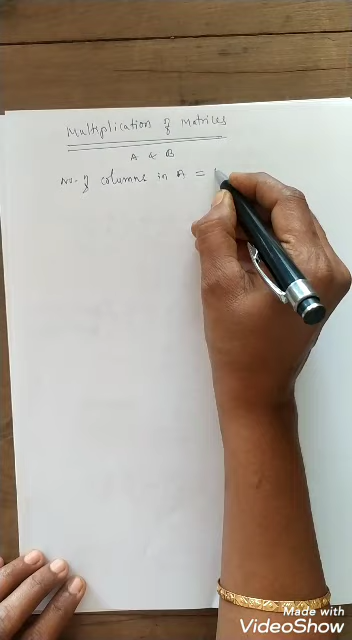 Multiplication of Matrices
A & B
No. of columns in A =
Made with
VideoShow